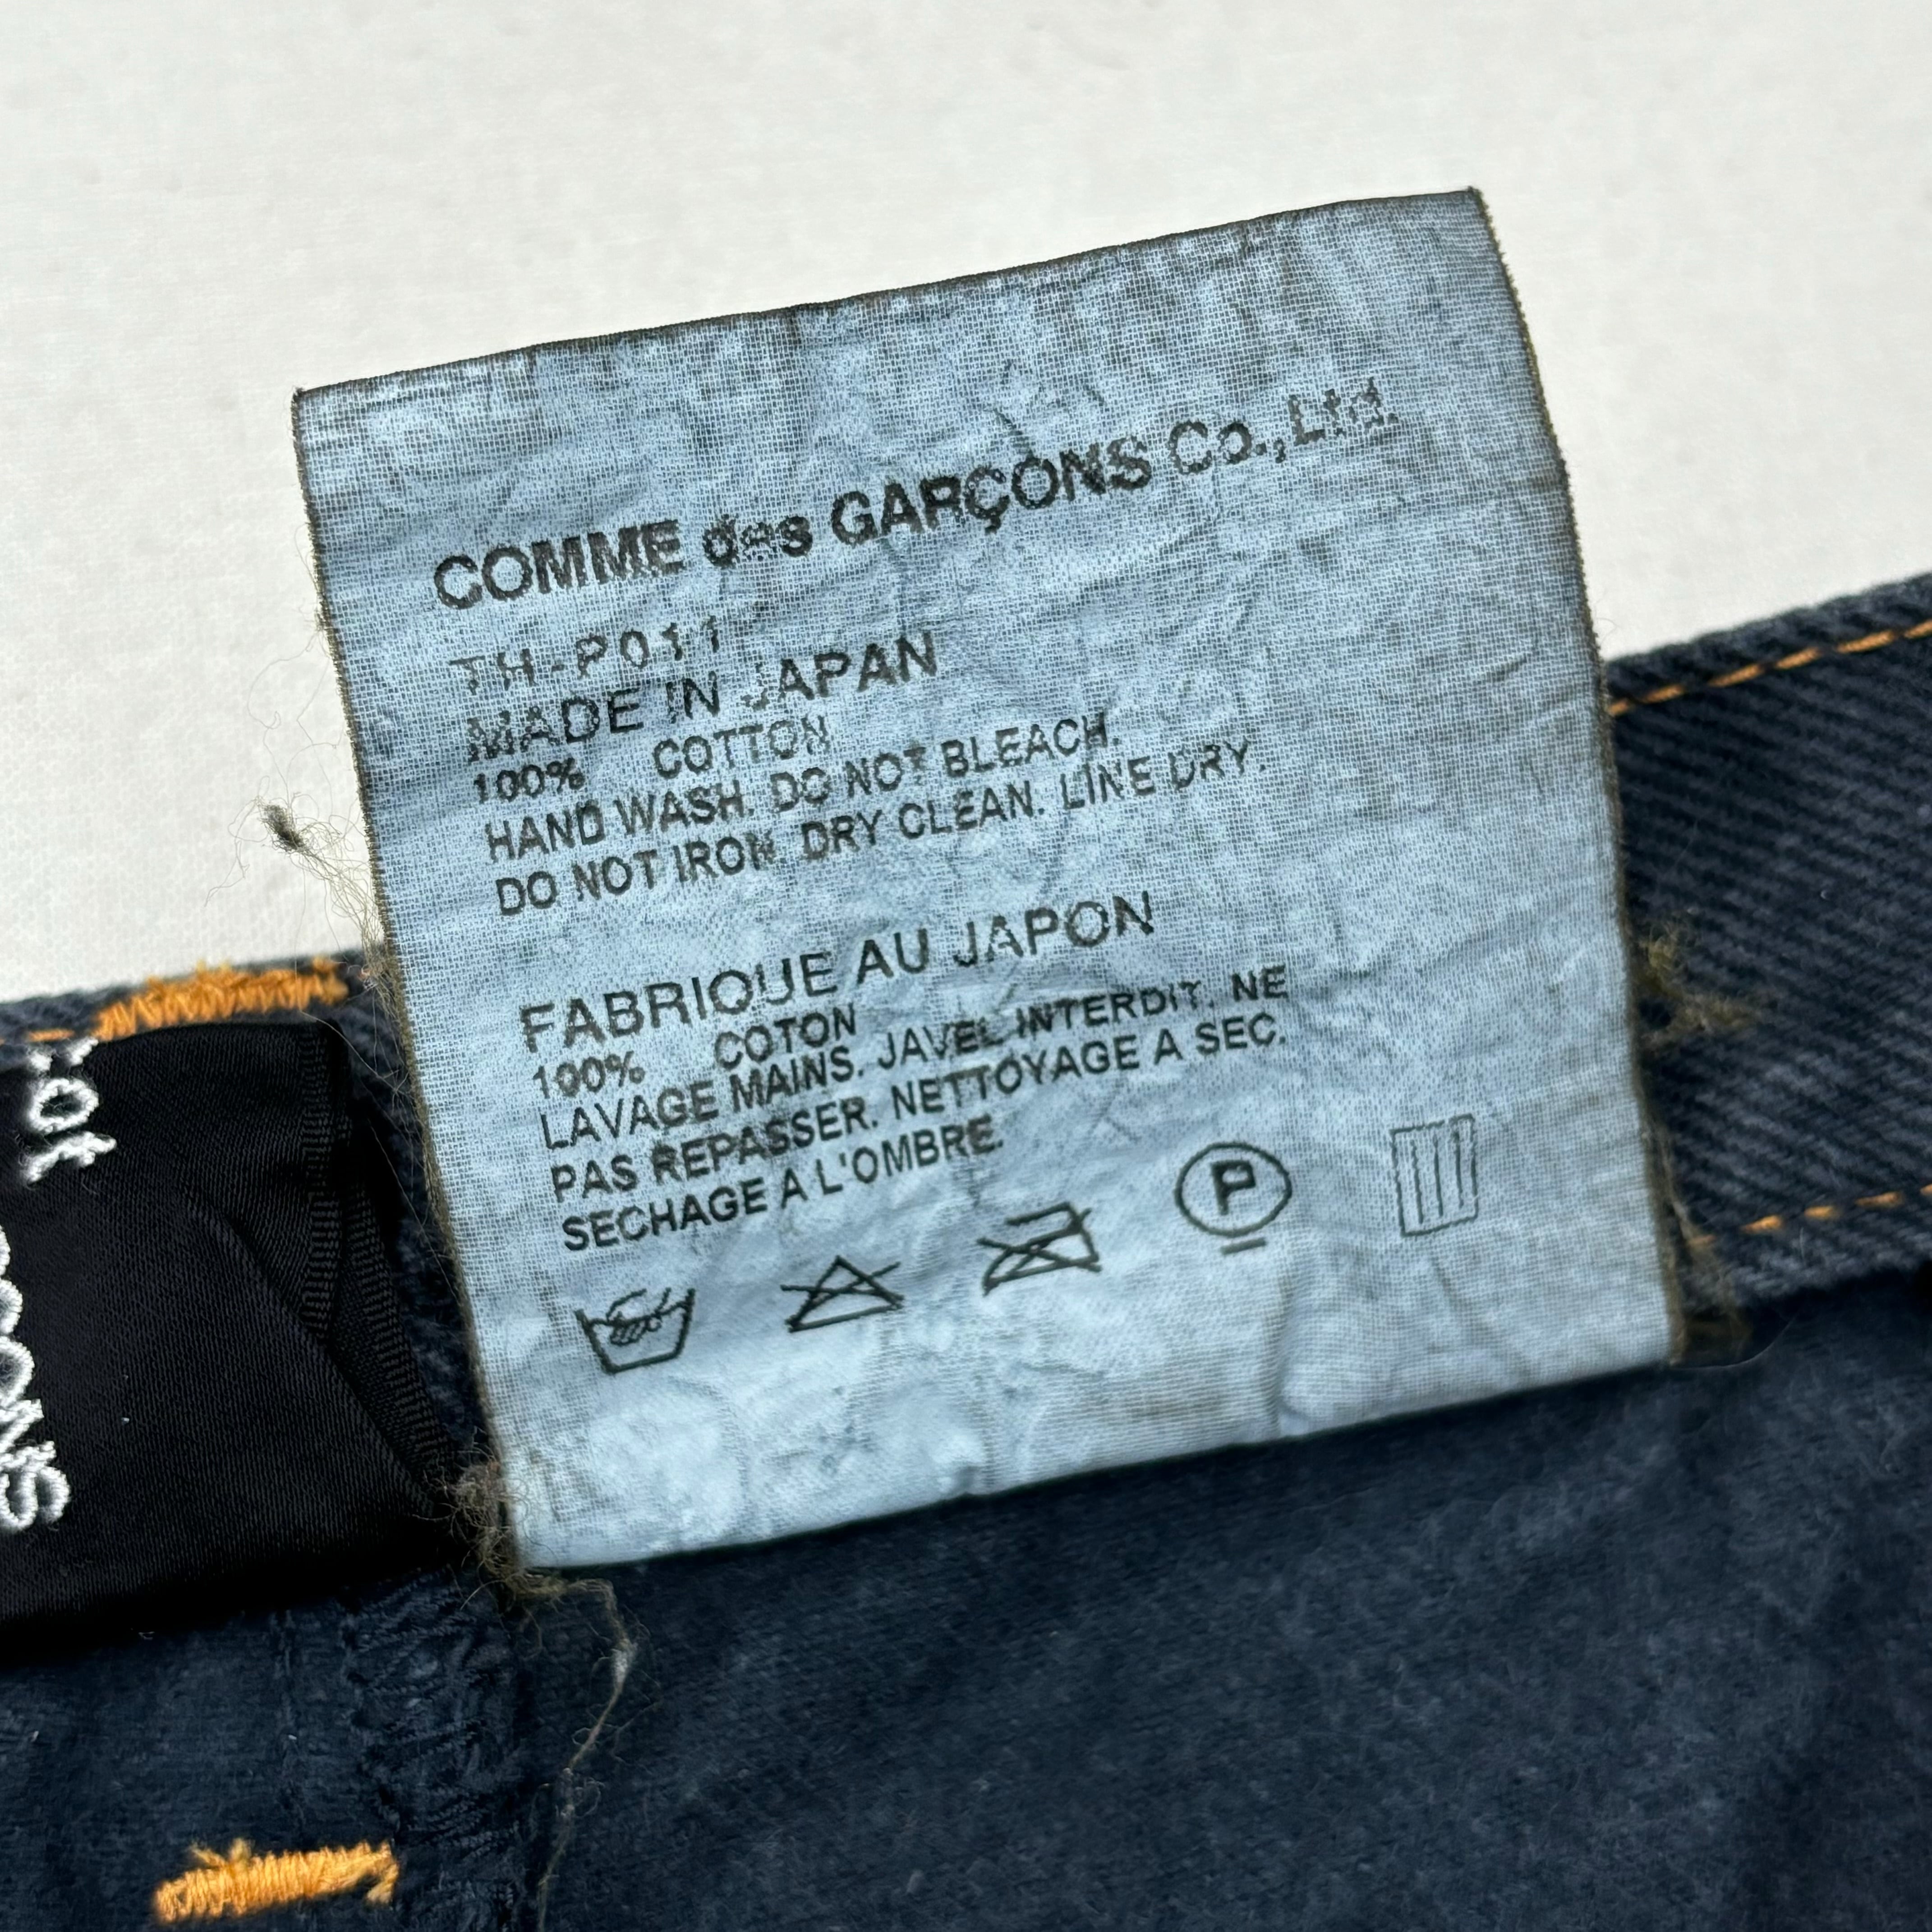 COMME des GARÇONS Co.,Ltd.
TH-P011
MADE IN JAPAN
100% COTTON
HAND WASH. DO NOT BLEACH.
DO NOT IRON. DRY CLEAN. LINE DRY.
FABRIQUE AU JAPON
100% COTON
LAVAGE MAINS. JAVEL INTERDIT. NE
PAS REPASSER. NETTOYAGE A SEC.
SECHAGE A L'OMBRE.
P